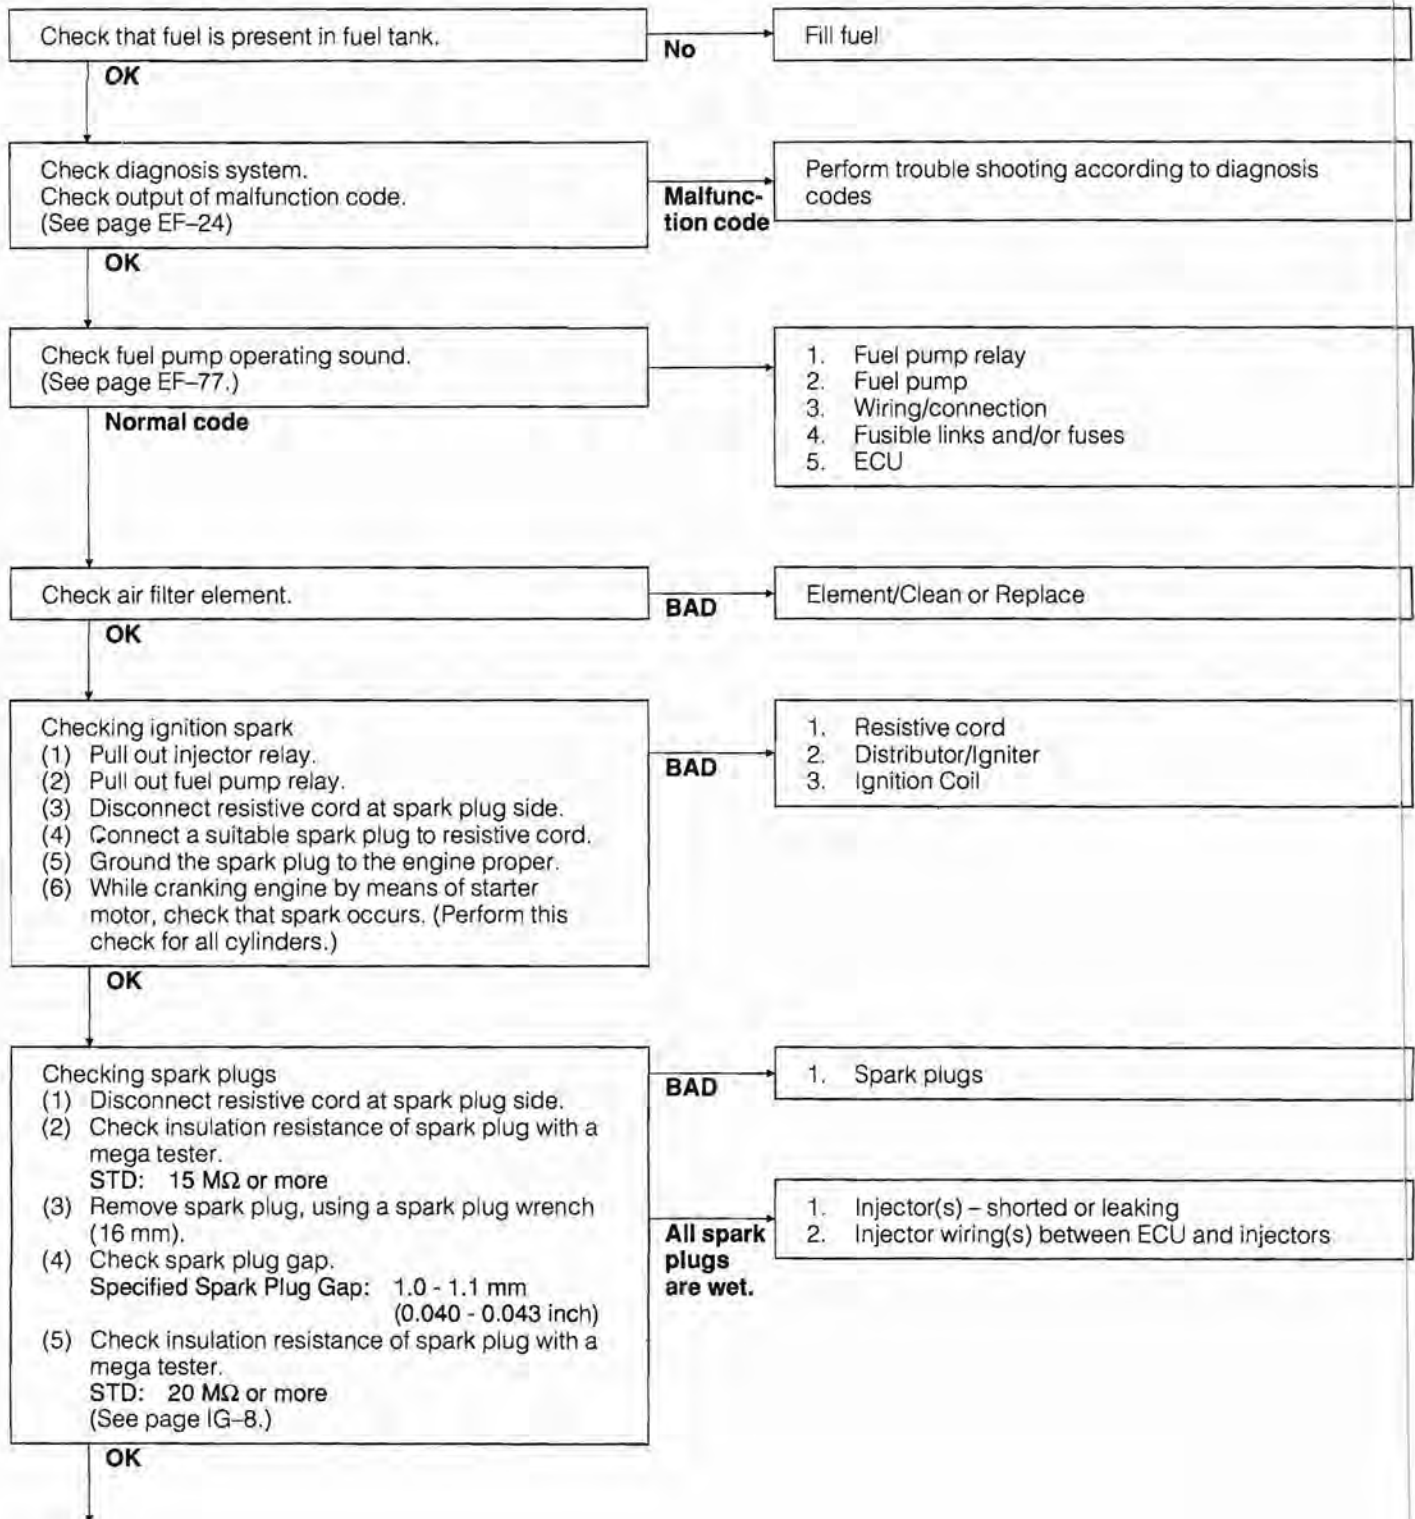 Check that fuel is present in fuel tank.
No
Fill fuel
OK
Check diagnosis system.
Check output of malfunction code.
(See page EF–24)
Malfunc-
tion code
Perform trouble shooting according to diagnosis
codes
OK
Check fuel pump operating sound.
(See page EF–77.)
1. Fuel pump relay
2. Fuel pump
3. Wiring/connection
4. Fusible links and/or fuses
5. ECU
Normal code
Check air filter element.
BAD
Element/Clean or Replace
OK
Checking ignition spark
(1) Pull out injector relay.
(2) Pull out fuel pump relay.
(3) Disconnect resistive cord at spark plug side.
(4) Connect a suitable spark plug to resistive cord.
(5) Ground the spark plug to the engine proper.
(6) While cranking engine by means of starter
motor, check that spark occurs. (Perform this
check for all cylinders.)
BAD
1. Resistive cord
2. Distributor/Igniter
3. Ignition Coil
OK
Checking spark plugs
(1) Disconnect resistive cord at spark plug side.
(2) Check insulation resistance of spark plug with a
mega tester.
STD: 15 MΩ or more
(3) Remove spark plug, using a spark plug wrench
(16 mm).
(4) Check spark plug gap.
Specified Spark Plug Gap: 1.0 - 1.1 mm
(0.040 - 0.043 inch)
(5) Check insulation resistance of spark plug with a
mega tester.
STD: 20 MΩ or more
(See page IG–8.)
BAD
1. Spark plugs
All spark
plugs
are wet.
1. Injector(s) – shorted or leaking
2. Injector wiring(s) between ECU and injectors
OK